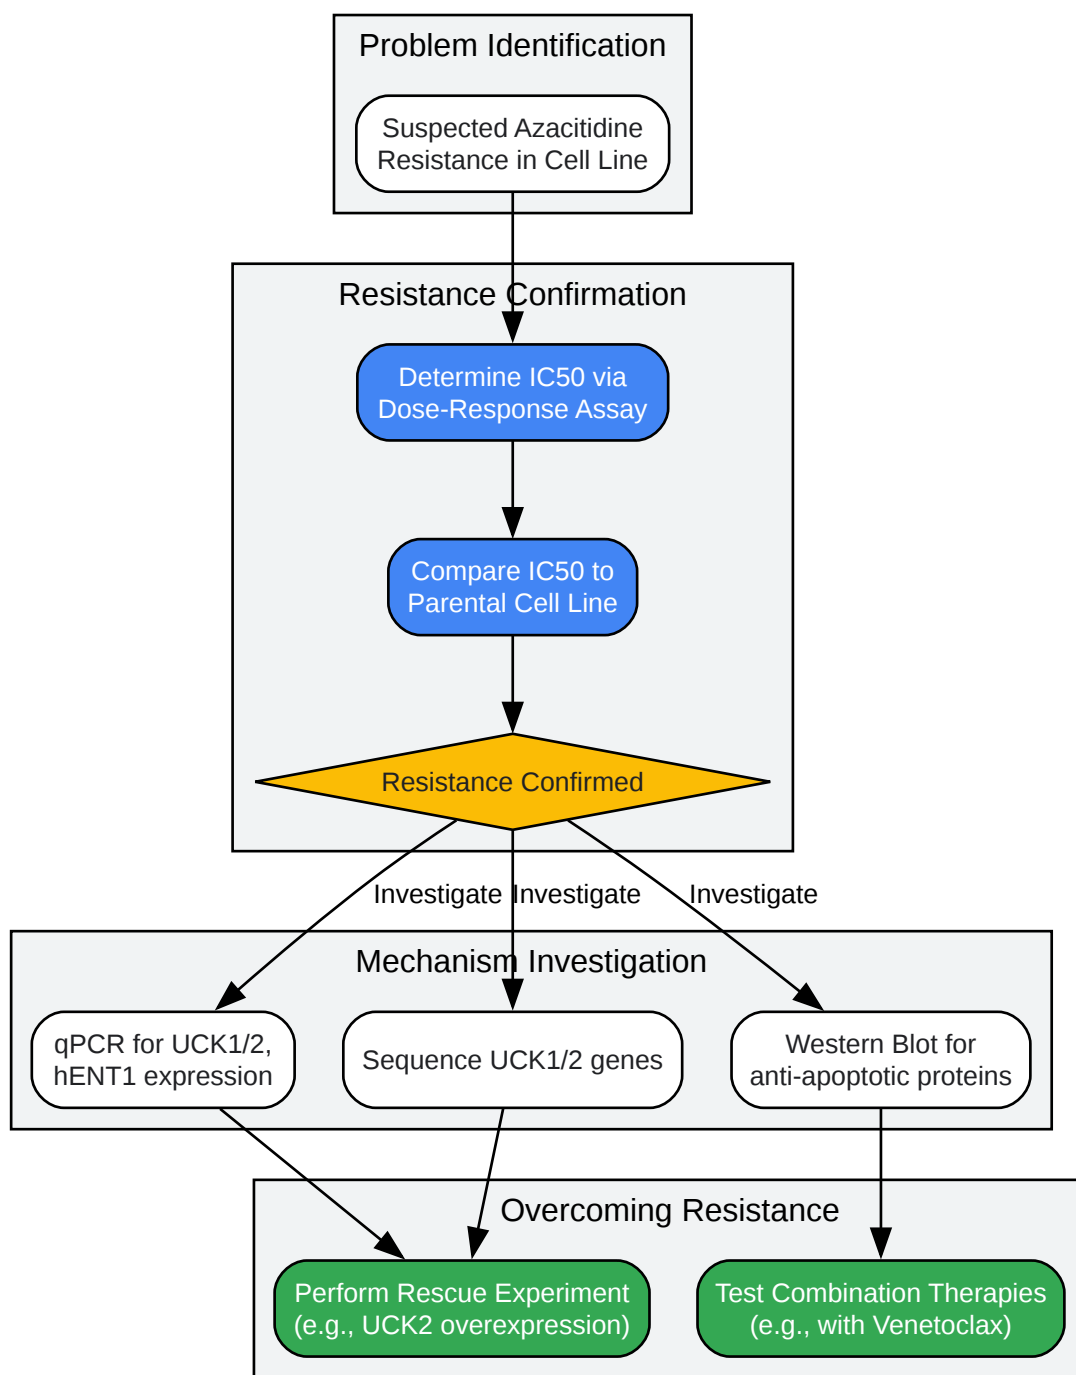 Problem Identification
Suspected Azacitidine
Resistance in Cell Line
Resistance Confirmation
Determine IC50 via
Dose-Response Assay
Compare IC50 to
Parental Cell Line
Resistance Confirmed
Investigate
Investigate
Investigate
Mechanism Investigation
qPCR for UCK1/2,
hENT1 expression
Sequence UCK1/2 genes
Western Blot for
anti-apoptotic proteins
Overcoming Resistance
Perform Rescue Experiment
(e.g., UCK2 overexpression)
Test Combination Therapies
(e.g., with Venetoclax)